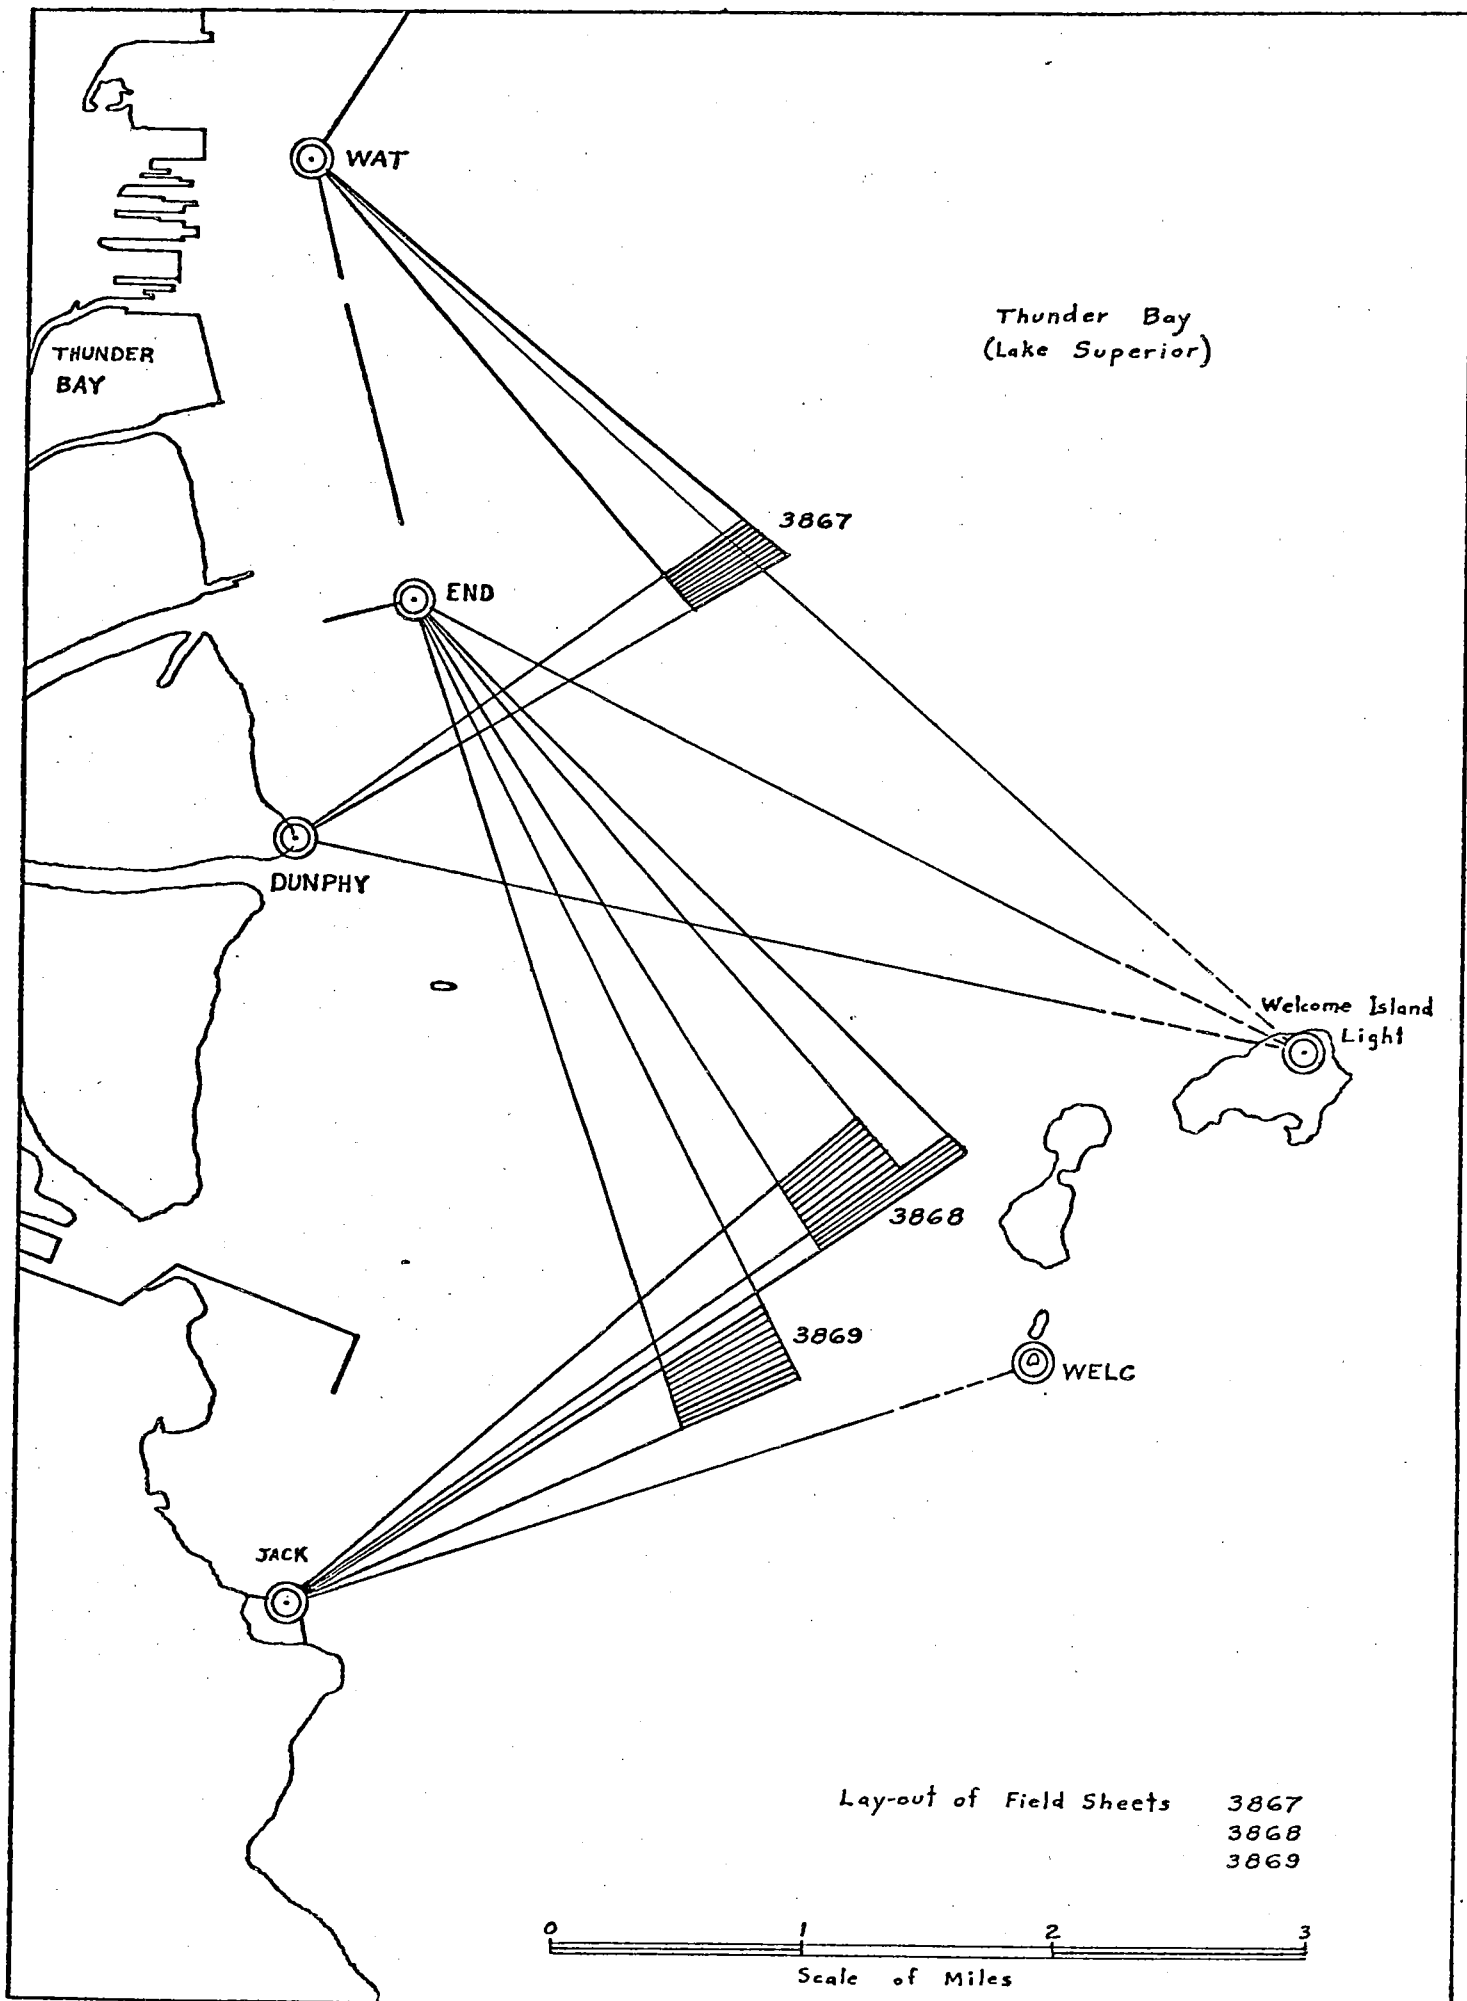 WAT
Thunder Bay
(Lake Superior)
THUNDER
BAY
3867
END
DUNPHY
Welcome Island
Light
3868
3869
WELG
JACK
Lay-out of Field Sheets 3867
3868
3869
0 1 2 3
Scale of Miles